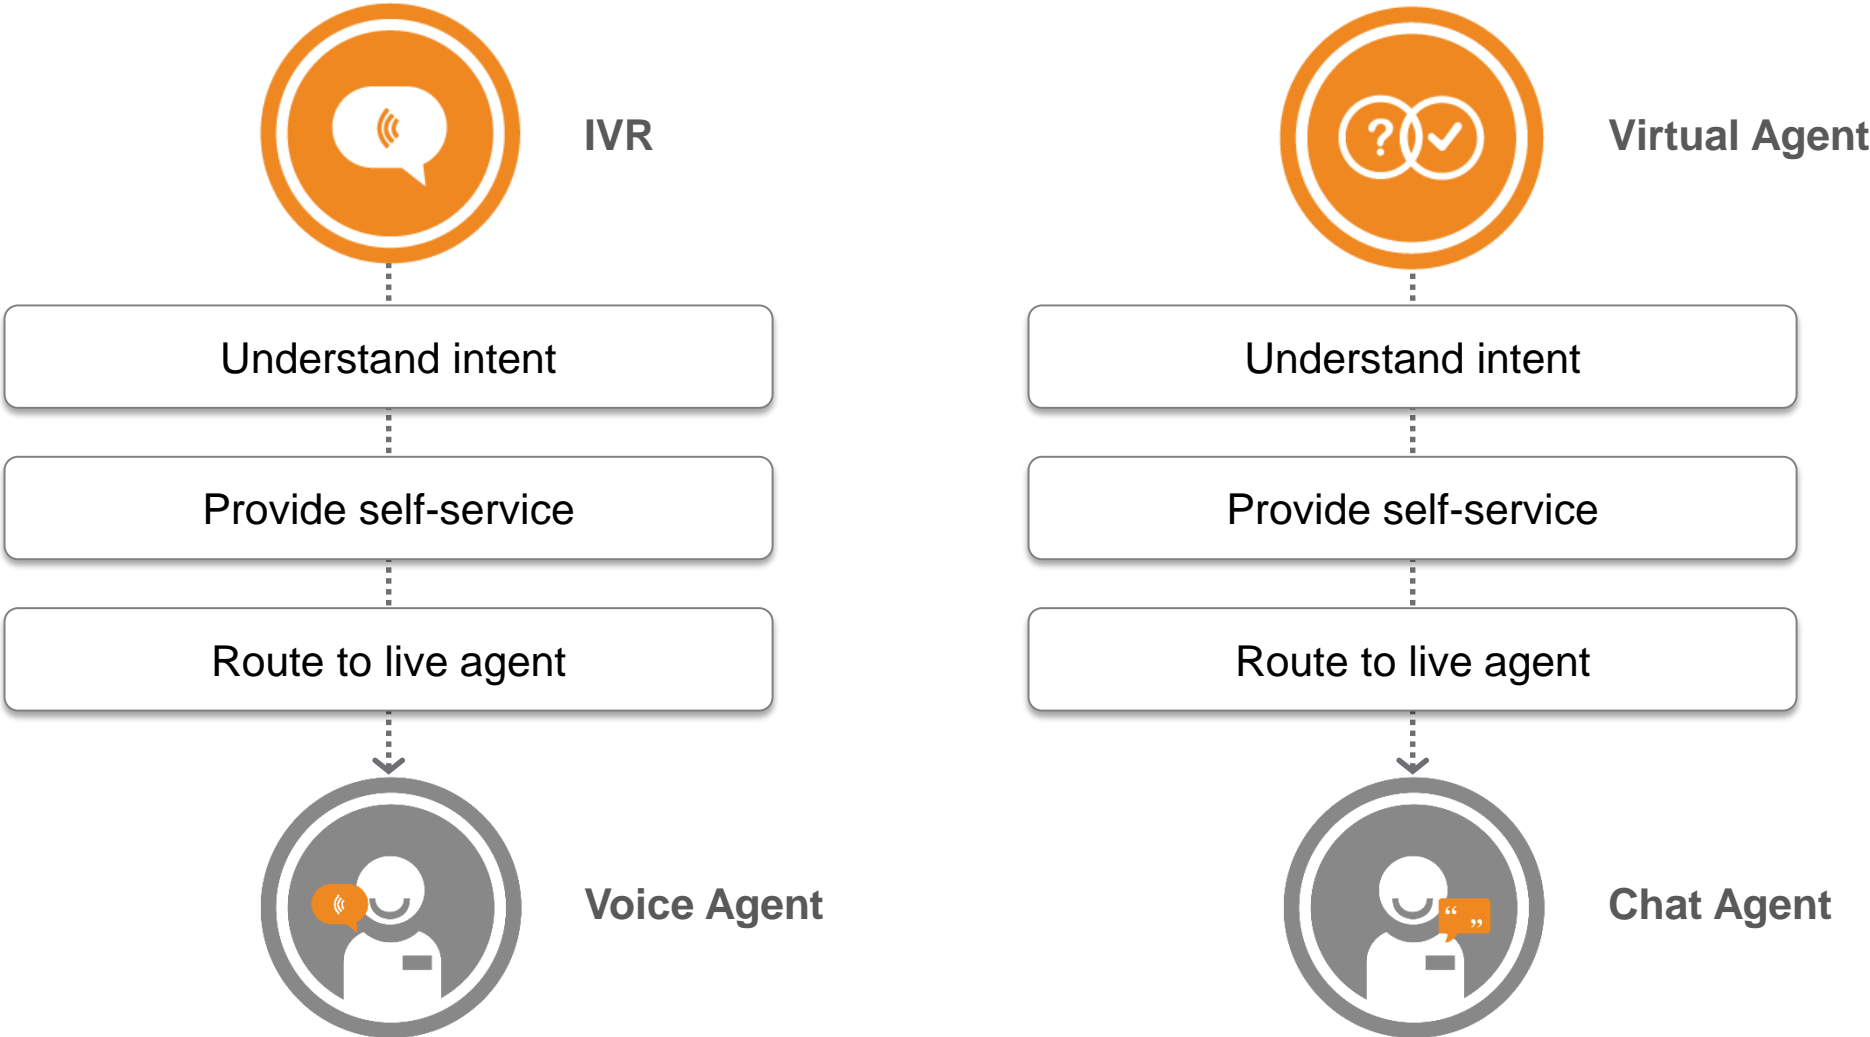 IVR
Understand intent
Provide self-service
Route to live agent
Voice Agent
?
Virtual Agent
Understand intent
Provide self-service
Route to live agent
“ ”
Chat Agent